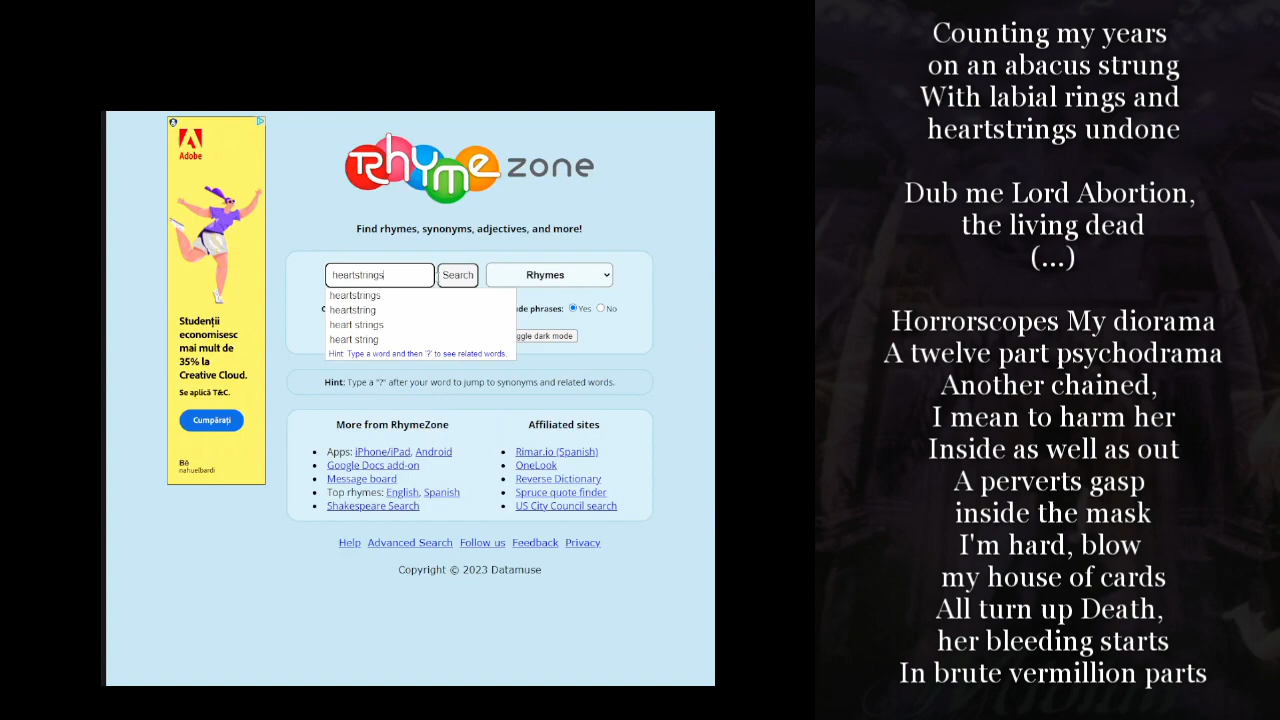 Adobe
Studenții
economisesc
mai mult de
35% la
Creative Cloud.
Se aplică T&C.
Cumpărați
Bē
nahuelbardi
Rhyme zone
Find rhymes, synonyms, adjectives, and more!
heartstrings
Search
Rhymes
heartstrings
heartstring
heart strings
heart string
Hint: Type a word and then '?' to see related words.
de phrases: Yes No
ggle dark mode
Hint: Type a "?" after your word to jump to synonyms and related words.
More from RhymeZone
Apps: iPhone/iPad, Android
Google Docs add-on
Message board
Top rhymes: English, Spanish
Shakespeare Search
Affiliated sites
Rimar.io (Spanish)
OneLook
Reverse Dictionary
Spruce quote finder
US City Council search
Help Advanced Search Follow us Feedback Privacy
Copyright © 2023 Datamuse
Counting my years
on an abacus strung
With labial rings and
heartstrings undone
Dub me Lord Abortion,
the living dead
(...)
Horrorscopes My diorama
A twelve part psychodrama
Another chained,
I mean to harm her
Inside as well as out
A perverts gasp
inside the mask
I'm hard, blow
my house of cards
All turn up Death,
her bleeding starts
In brute vermillion parts